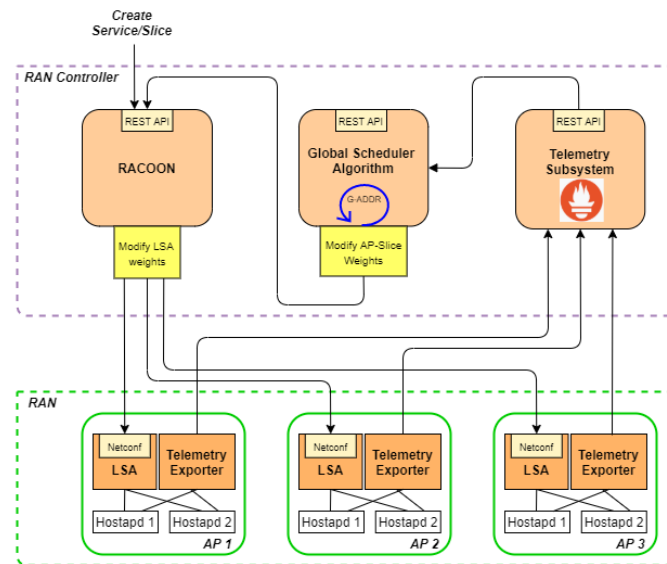 Create
Service/Slice
RAN Controller
REST API
REST API
REST API
RACOON
Global Scheduler
Algorithm
Telemetry
Subsystem
G-ADDR
Modify LSA
weights
Modify AP-Slice
Weights
RAN
Netconf
LSA
Telemetry
Exporter
Netconf
LSA
Telemetry
Exporter
Netconf
LSA
Telemetry
Exporter
Hostapd 1
Hostapd 2
Hostapd 1
Hostapd 2
Hostapd 1
Hostapd 2
AP 1
AP 2
AP 3